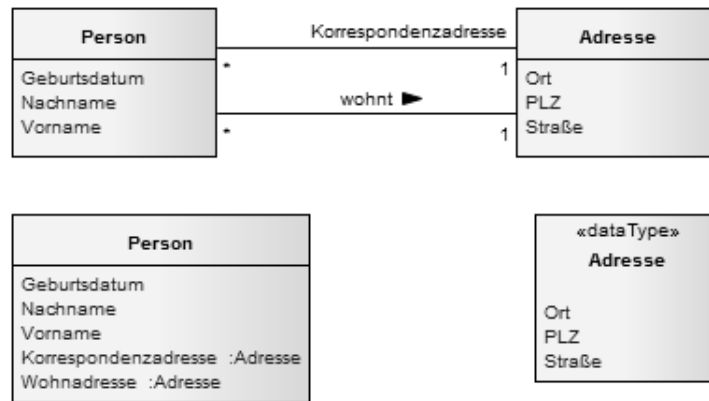 Person
Korrespondenzadresse
Adresse
Geburtsdatum
Nachname
Vorname
* 1
wohnt ►
* 1
Ort
PLZ
Straße
Person
Geburtsdatum
Nachname
Vorname
Korrespondenzadresse :Adresse
Wohnadresse :Adresse
«dataType»
Adresse
Ort
PLZ
Straße